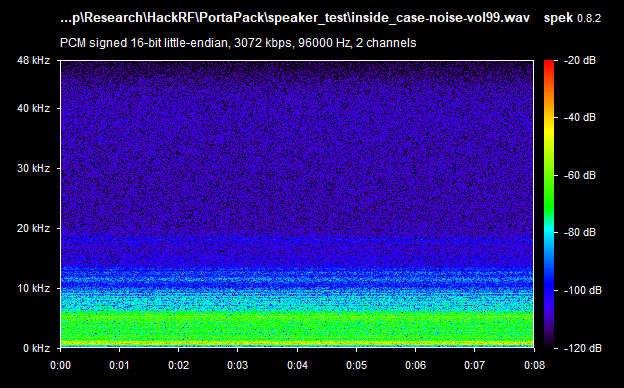 ...p\Research\HackRF\PortaPack\speaker_test\inside_case-noise-vol99.wav spek 0.8.2
PCM signed 16-bit little-endian, 3072 kbps, 96000 Hz, 2 channels
48 kHz
40 kHz
30 kHz
20 kHz
10 kHz
0 kHz
0:00 0:01 0:02 0:03 0:04 0:05 0:06 0:07 0:08
-20 dB
-40 dB
-60 dB
-80 dB
-100 dB
-120 dB